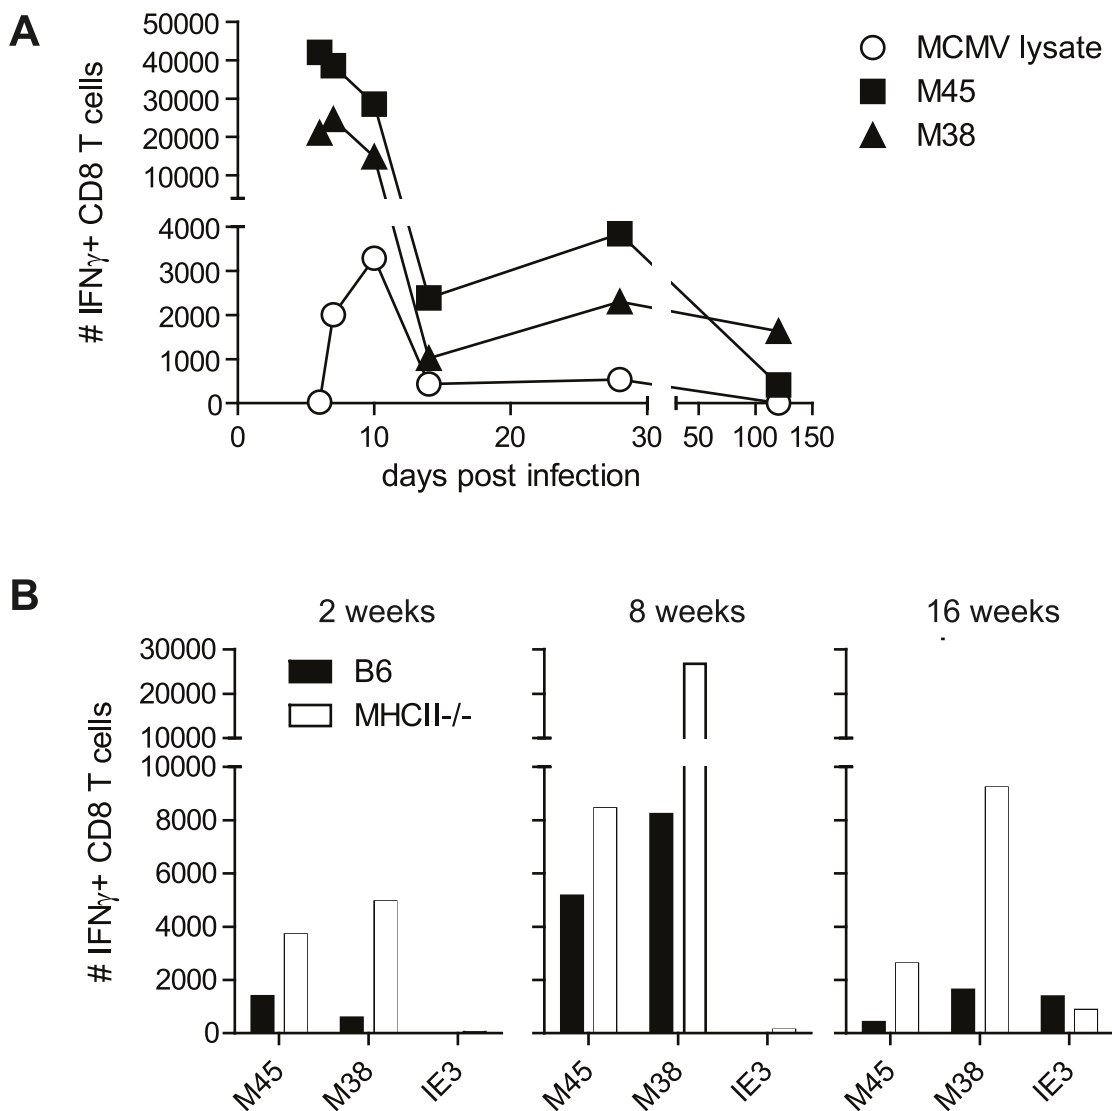 A
# IFNγ+ CD8 T cells
50000
40000
30000
20000
10000
4000
3000
2000
1000
0
0 10 20 30 50 100 150
days post infection
MCMV lysate
M45
M38
B
2 weeks 8 weeks 16 weeks
# IFNγ+ CD8 T cells
30000
20000
10000
10000
8000
6000
4000
2000
0
B6
MHCII-/-
M45 M38 IE3 M45 M38 IE3 M45 M38 IE3